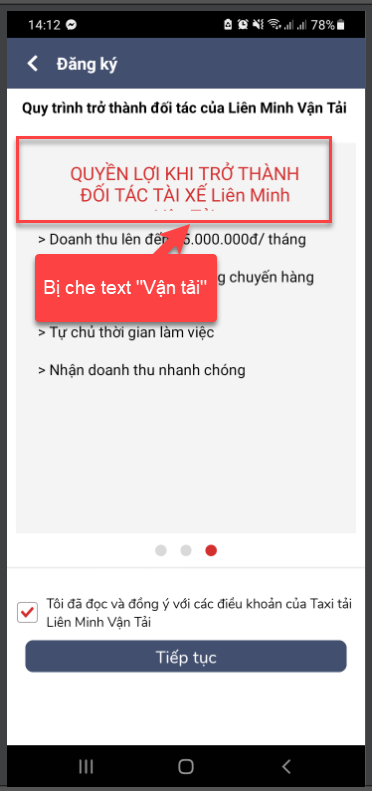 14:12
78%
Đăng ký
Quy trình trở thành đối tác của Liên Minh Vận Tải
QUYỀN LỢI KHI TRỞ THÀNH
ĐỐI TÁC TÀI XẾ Liên Minh
Vận Tải
> Doanh thu lên đến 5.000.000đ/ tháng
g chuyến hàng
Bị che text "Vận tải"
> Tự chủ thời gian làm việc
> Nhận doanh thu nhanh chóng
Tôi đã đọc và đồng ý với các điều khoản của Taxi tải
Liên Minh Vận Tải
Tiếp tục